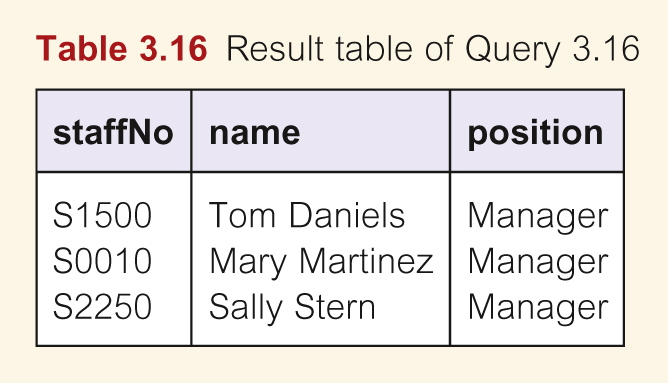 Table 3.16 Result table of Query 3.16
staffNo name position
S1500 Tom Daniels Manager
S0010 Mary Martinez Manager
S2250 Sally Stern Manager